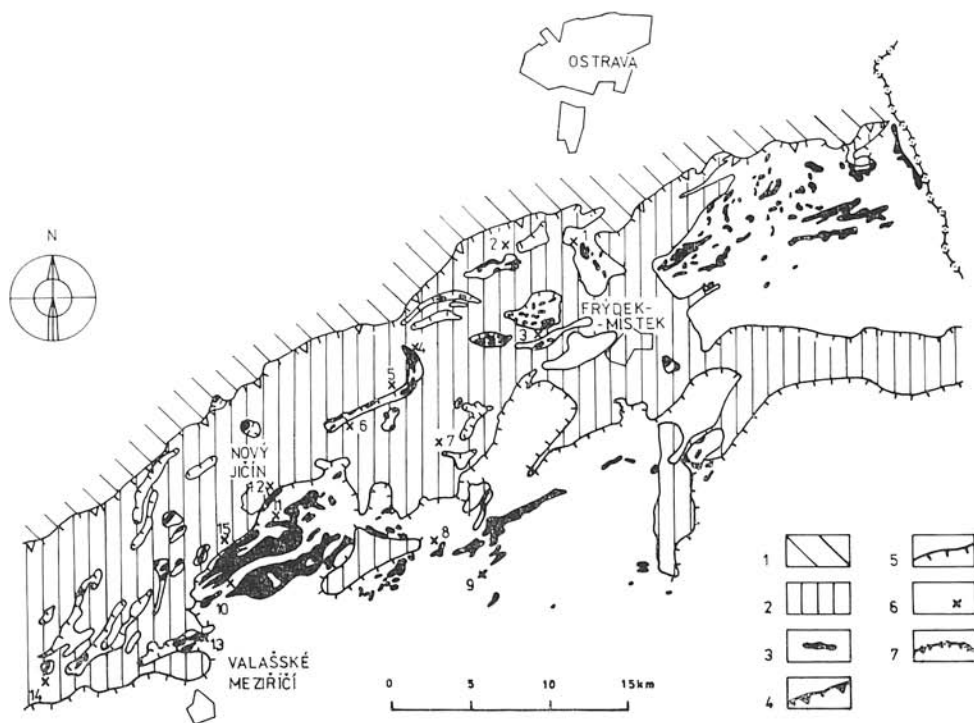 OSTRAVA
N
2
1
FRÝDEK-
-MÍSTEK
3
4
5
6
7
NOVÝ
JIČÍN
12
11
15
8
9
10
13
14
VALAŠSKÉ
MEZIŘÍČÍ
0 5 10 15km
1
2
3
4
5
6
7